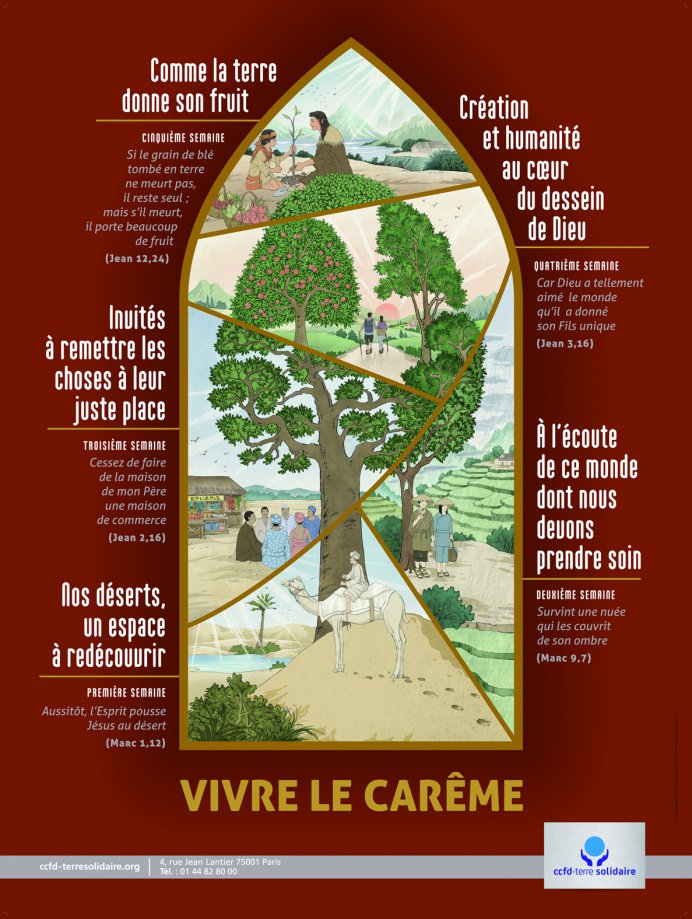 Comme la terre
donne son fruit
CINQUIÈME SEMAINE
Si le grain de blé
tombé en terre
ne meurt pas,
il reste seul ;
mais s'il meurt,
il porte beaucoup
de fruit
(Jean 12,24)
Création
et humanité
au cœur
du dessein
de Dieu
QUATRIÈME SEMAINE
Car Dieu a tellement
aimé le monde
qu'il a donné
son Fils unique
(Jean 3,16)
Invités
à remettre les
choses à leur
juste place
TROISIÈME SEMAINE
Cessez de faire
de la maison
de mon Père
une maison
de commerce
(Jean 2,16)
À l'écoute
de ce monde
dont nous
devons
prendre soin
DEUXIÈME SEMAINE
Survint une nuée
qui les couvrit
de son ombre
(Marc 9,7)
Nos déserts,
un espace
à redécouvrir
PREMIÈRE SEMAINE
Aussitôt, l'Esprit pousse
Jésus au désert
(Marc 1,12)
EPICERIE
VIVRE LE CARÊME
ccfd-terresolidaire.org
4, rue Jean Lantier 75001 Paris
Tél. : 01 44 82 80 00
ccfd-terre solidaire